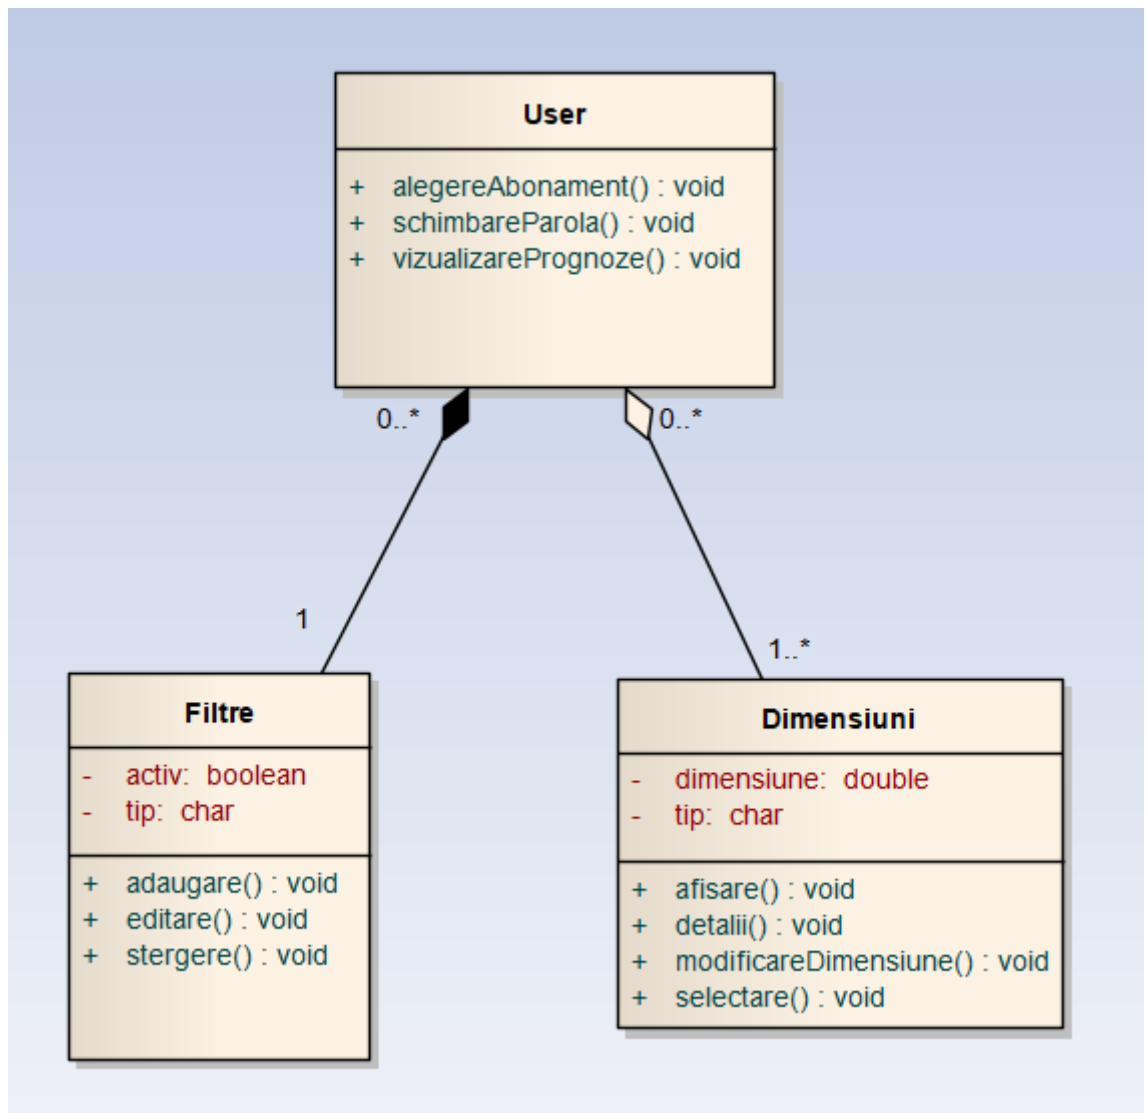 User
+ alegereAbonament() : void
+ schimbareParola() : void
+ vizualizarePrognoze() : void
0..*
0..*
1
1..*
Filtre
- activ: boolean
- tip: char
+ adaugare() : void
+ editare() : void
+ stergere() : void
Dimensiuni
- dimensiune: double
- tip: char
+ afisare() : void
+ detalii() : void
+ modificareDimensiune() : void
+ selectare() : void